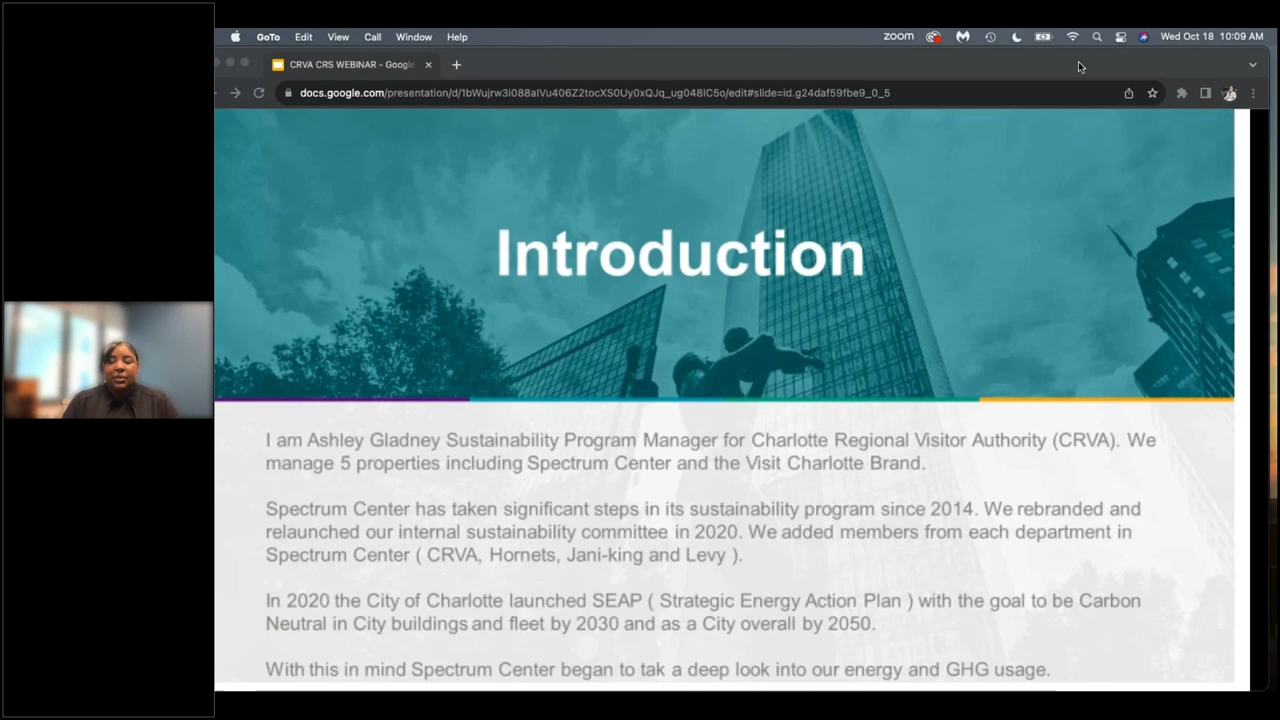 GoTo Edit View Call Window Help zoom Wed Oct 18 10:09 AM
CRVA CRS WEBINAR - Google
docs.google.com/presentation/d/1bWujrw3i088aIVu406Z2tocXS0Uy0xQJq_ug048IC5o/edit#slide=id.g24daf59fbe9_0_5
Introduction
I am Ashley Gladney Sustainability Program Manager for Charlotte Regional Visitor Authority (CRVA). We
manage 5 properties including Spectrum Center and the Visit Charlotte Brand.
Spectrum Center has taken significant steps in its sustainability program since 2014. We rebranded and
relaunched our internal sustainability committee in 2020. We added members from each department in
Spectrum Center ( CRVA, Hornets, Jani-king and Levy ).
In 2020 the City of Charlotte launched SEAP ( Strategic Energy Action Plan ) with the goal to be Carbon
Neutral in City buildings and fleet by 2030 and as a City overall by 2050.
With this in mind Spectrum Center began to tak a deep look into our energy and GHG usage.